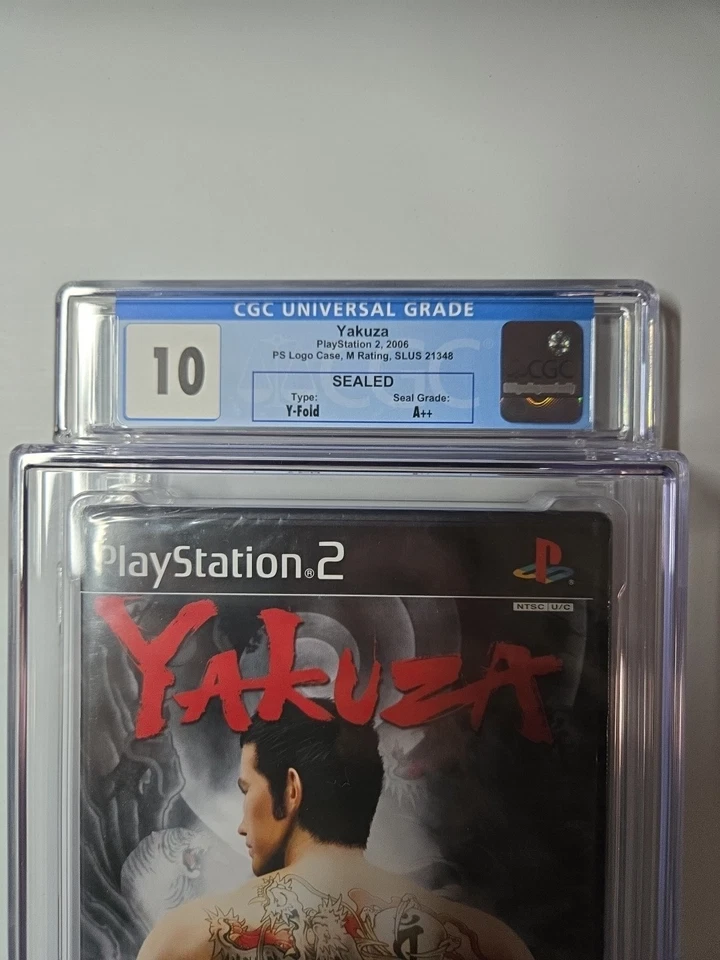 CGC UNIVERSAL GRADE
10
Yakuza
PlayStation 2, 2006
PS Logo Case, M Rating, SLUS 21348
SEALED
Type:
Y-Fold
Seal Grade:
A++
CGC
PlayStation®2
NTSC U/C
YAKUZA